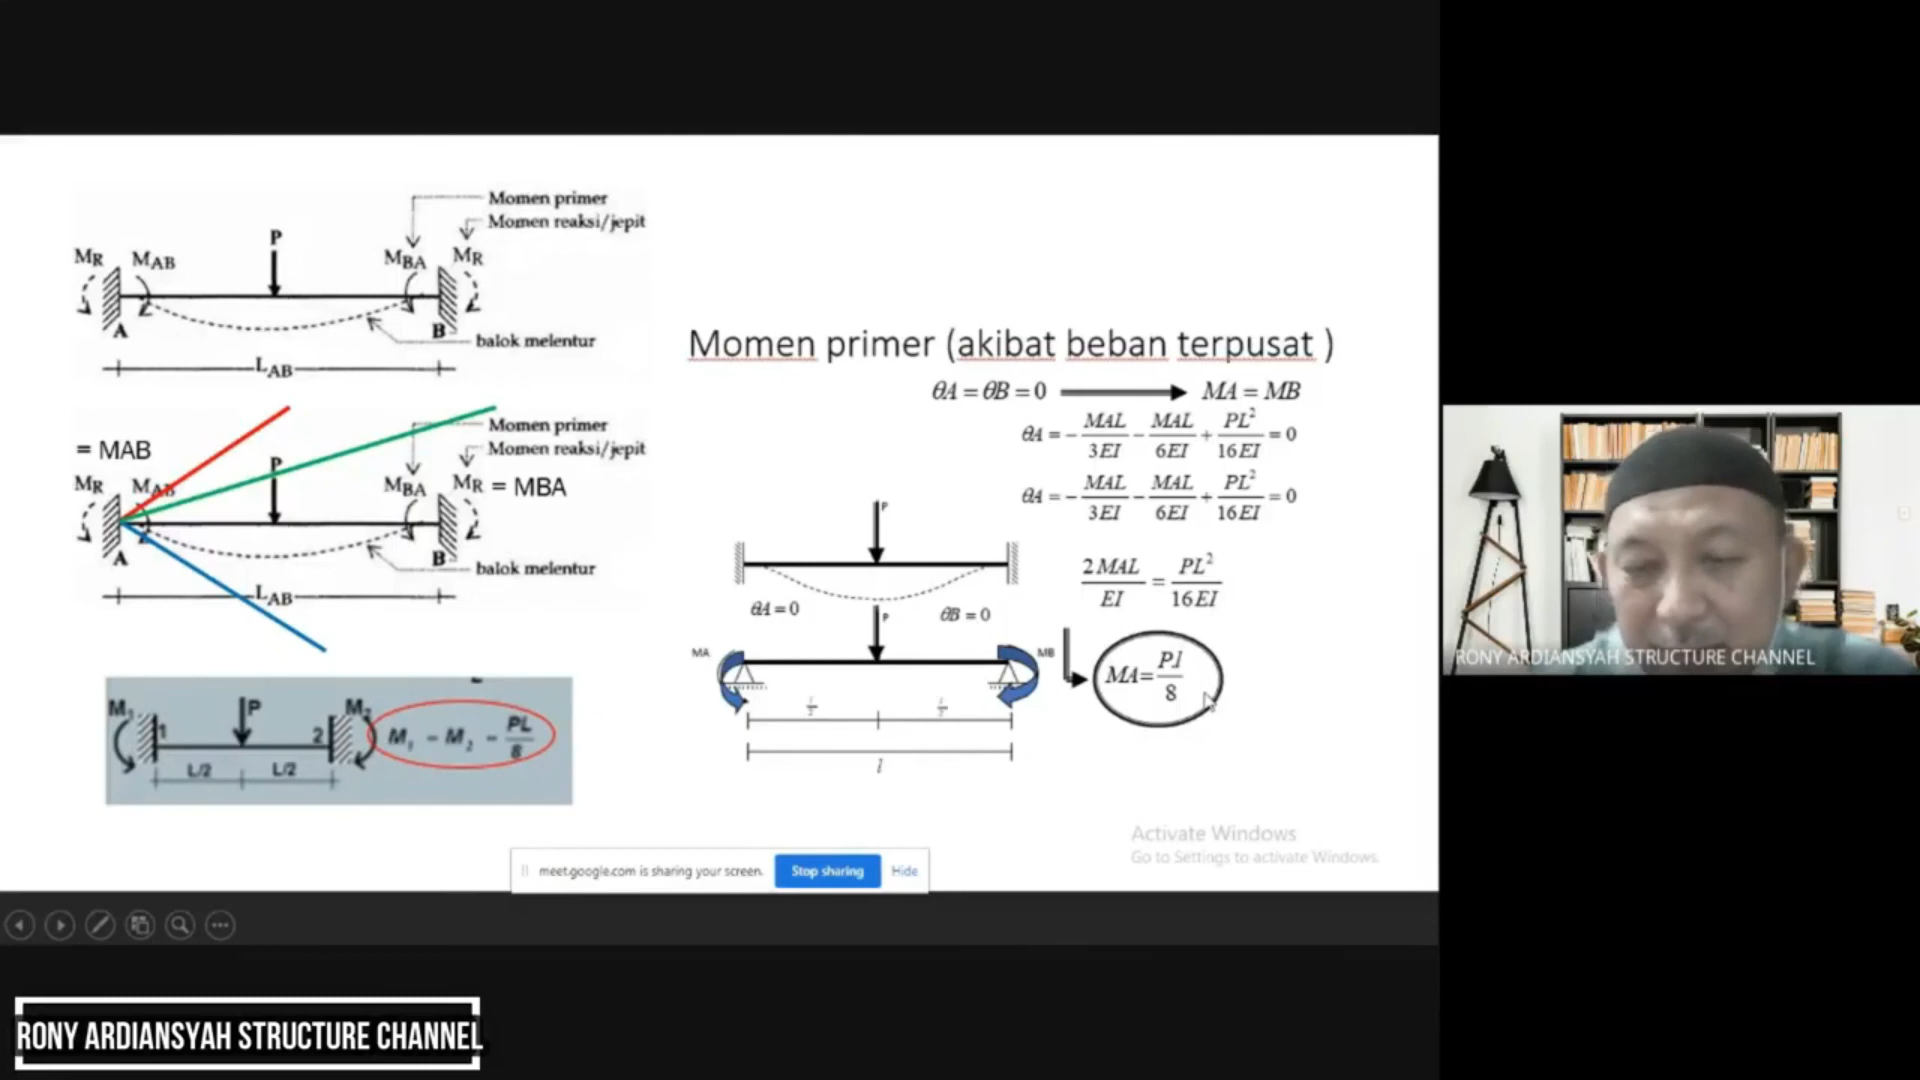 Momen primer
Momen reaksi/jepit
P
MR MAB MBA MR
A B
balok melentur
LAB
Momen primer
= MAB
Momen reaksi/jepit
P
MR MAB MBA MR = MBA
A B
balok melentur
LAB
M1 P M2
1 2
M1 = M2 = PL/8
L/2 L/2
Momen primer (akibat beban terpusat )
θA = θB = 0 MA = MB
θA = - MAL/3EI - MAL/6EI + PL²/16EI = 0
θA = - MAL/3EI - MAL/6EI + PL²/16EI = 0
P
2MAL/EI = PL²/16EI
θA = 0 θB = 0
P
MA MB
MA= Pl/8
l
Activate Windows
Go to Settings to activate Windows.
meet.google.com is sharing your screen. Stop sharing Hide
RONY ARDIANSYAH STRUCTURE CHANNEL
RONY ARDIANSYAH STRUCTURE CHANNEL